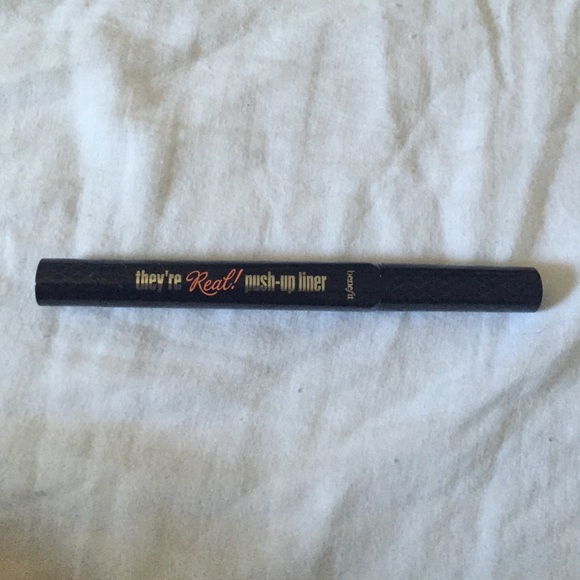 they're Real! push-up liner
benefit